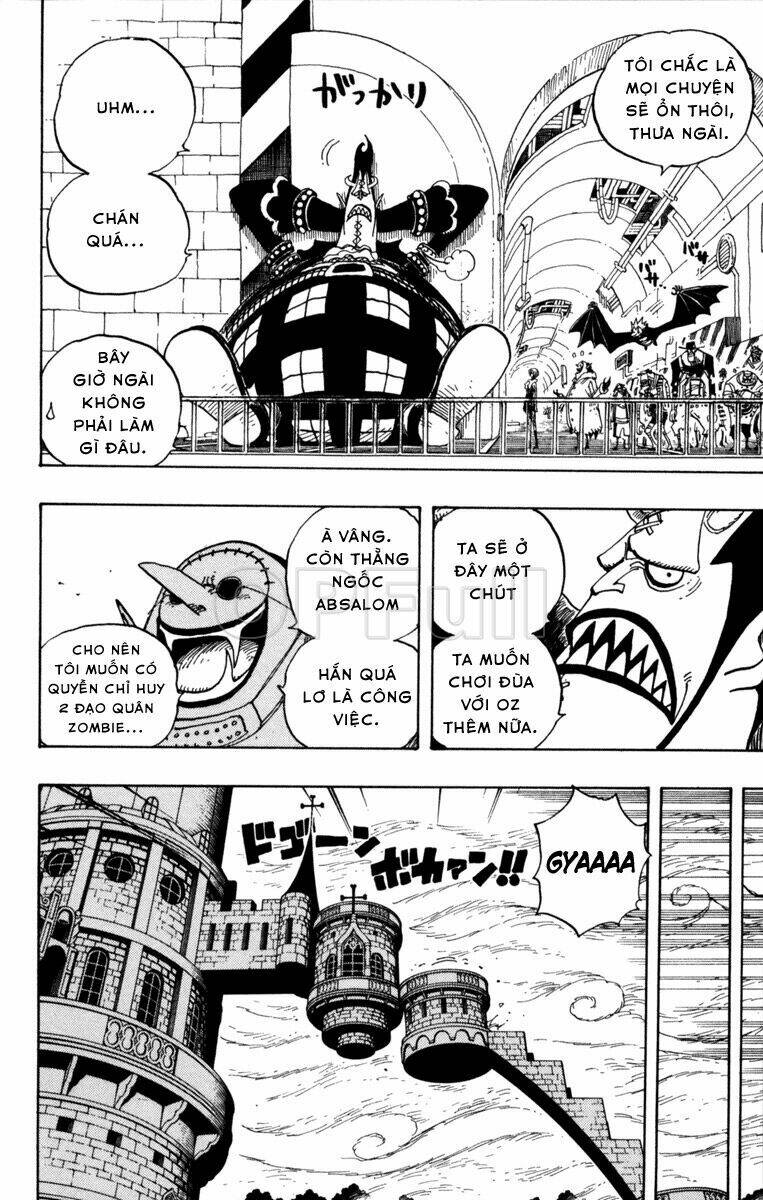 TÔI CHẮC LÀ
MỌI CHUYỆN
SẼ ỔN THÔI,
THƯA NGÀI.
がっかり
UHM...
CHÁN
QUÁ...
BÂY
GIỜ NGÀI
KHÔNG
PHẢI LÀM
GÌ ĐÂU.
TA SẼ Ở
ĐÂY MỘT
CHÚT
TA MUỐN
CHƠI ĐÙA
VỚI OZ
THÊM NỮA.
À VÂNG.
CÒN THẰNG
NGỐC
ABSALOM
HẮN QUÁ
LƠ LÀ CÔNG
VIỆC.
CHO NÊN
TÔI MUỐN CÓ
QUYỀN CHỈ HUY
2 ĐẠO QUÂN
ZOMBIE...
OPFull
GYAAAA
ドゴーン
ボカァン!!